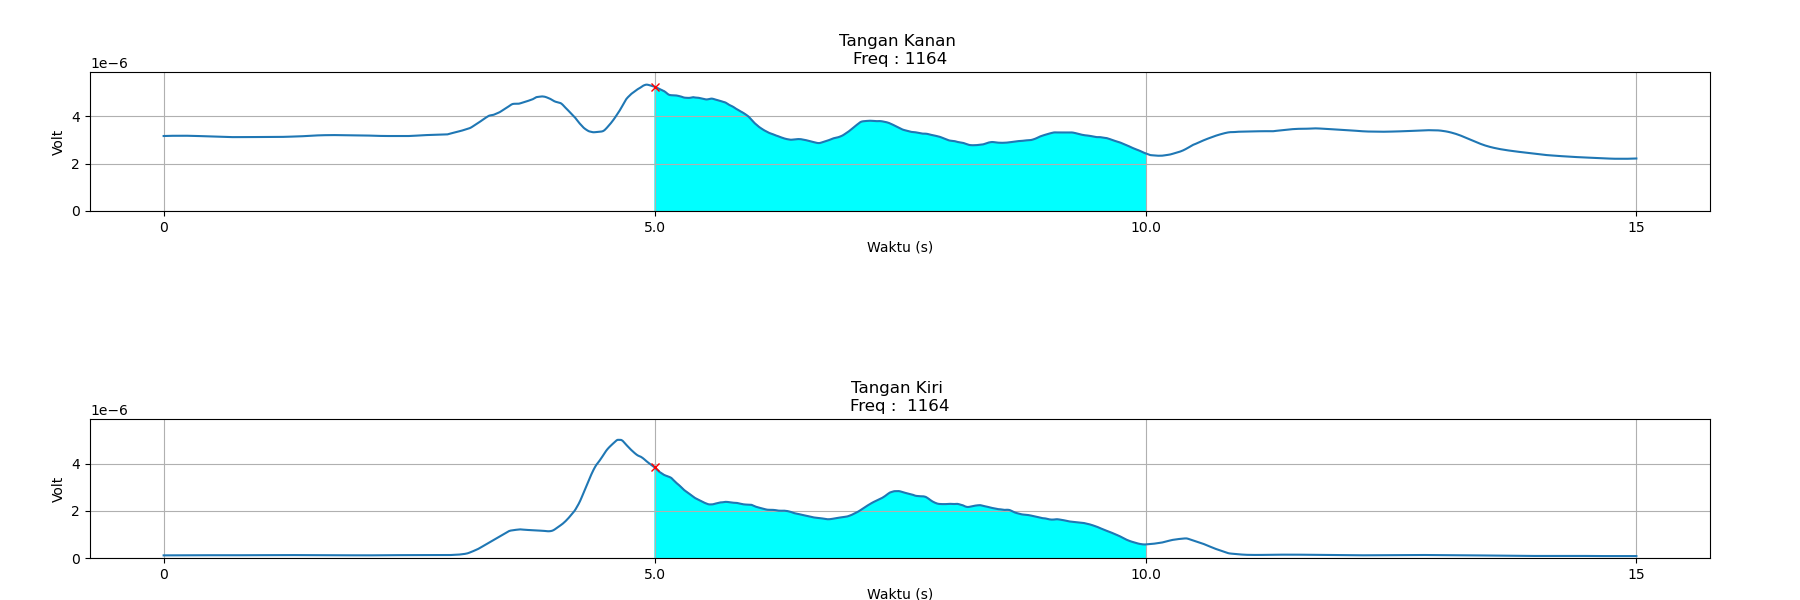 Tangan Kanan
Freq : 1164
1e−6
Volt
4
2
0
0 5.0 10.0 15
Waktu (s)
Tangan Kiri
Freq :  1164
1e−6
Volt
4
2
0
0 5.0 10.0 15
Waktu (s)